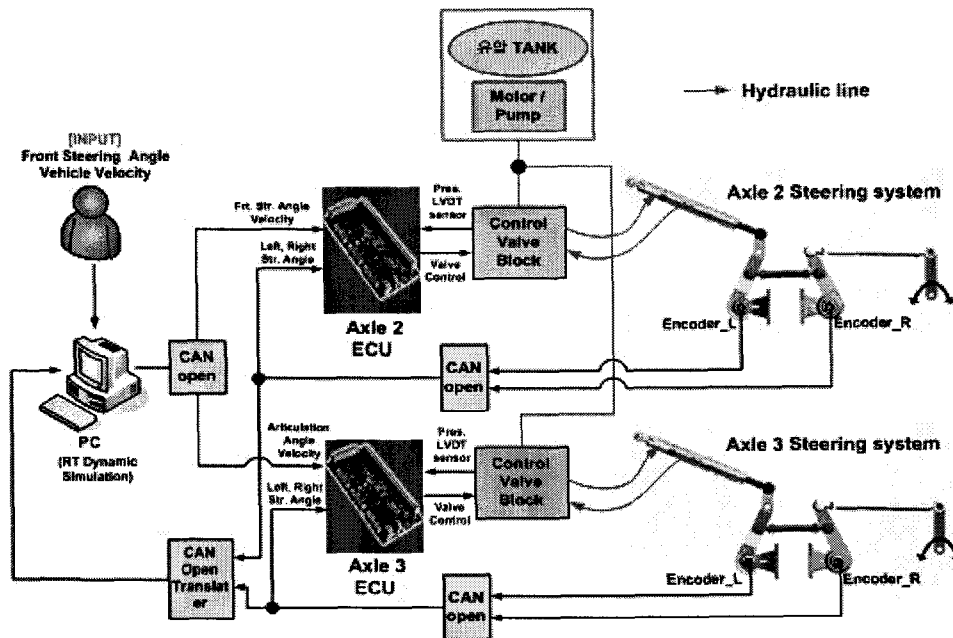 유압 TANK
Motor /
Pump
Hydraulic line
[INPUT]
Front Steering Angle
Vehicle Velocity
Axle 2 Steering system
Frt. Str. Angle
Velocity
Left, Right
Str. Angle
Pres.
LVDT
sensor
Valve
Control
Control
Valve
Block
Axle 2
ECU
Encoder_L
Encoder_R
CAN
open
CAN
open
PC
(RT Dynamic
Simulation)
Articulation
Angle
Velocity
Left, Right
Str. Angle
Pres.
LVDT
sensor
Valve
Control
Control
Valve
Block
Axle 3 Steering system
Axle 3
ECU
Encoder_L
Encoder_R
CAN
Open
Translat
er
CAN
open